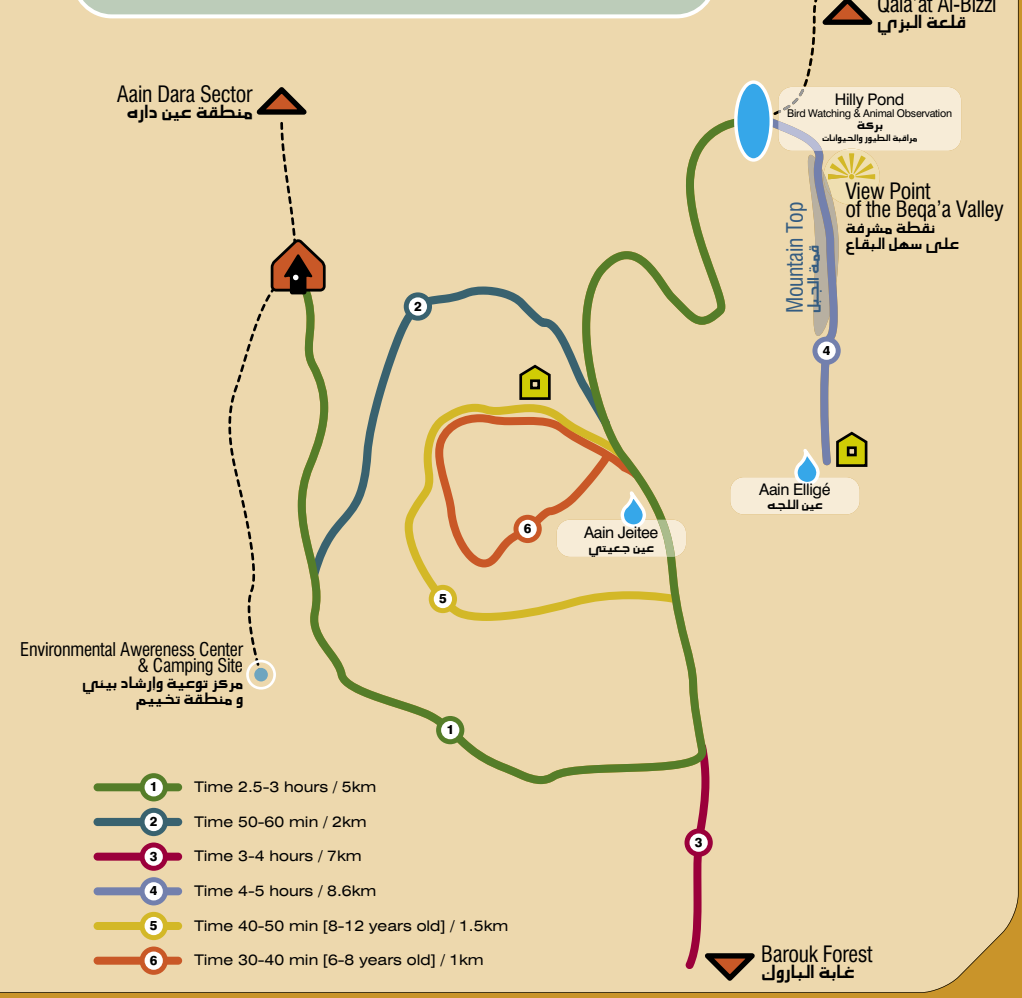 Qala'at Al-Bizzi
قلعة البزي
Aain Dara Sector
منطقة عين داره
Hilly Pond
Bird Watching & Animal Observation
بركة
مراقبة الطيور والحيوانات
View Point
of the Beqa'a Valley
نقطة مشرفة
على سهل البقاع
Mountain Top
قمة الجبل
2
4
Aain Elligé
عين اللجه
6
Aain Jeitee
عين جعيتي
5
Environmental Awereness Center
& Camping Site
مركز توعية وإرشاد بيئي
و منطقة تخييم
1
3
1 Time 2.5-3 hours / 5km
2 Time 50-60 min / 2km
3 Time 3-4 hours / 7km
4 Time 4-5 hours / 8.6km
5 Time 40-50 min [8-12 years old] / 1.5km
6 Time 30-40 min [6-8 years old] / 1km
Barouk Forest
غابة الباروك